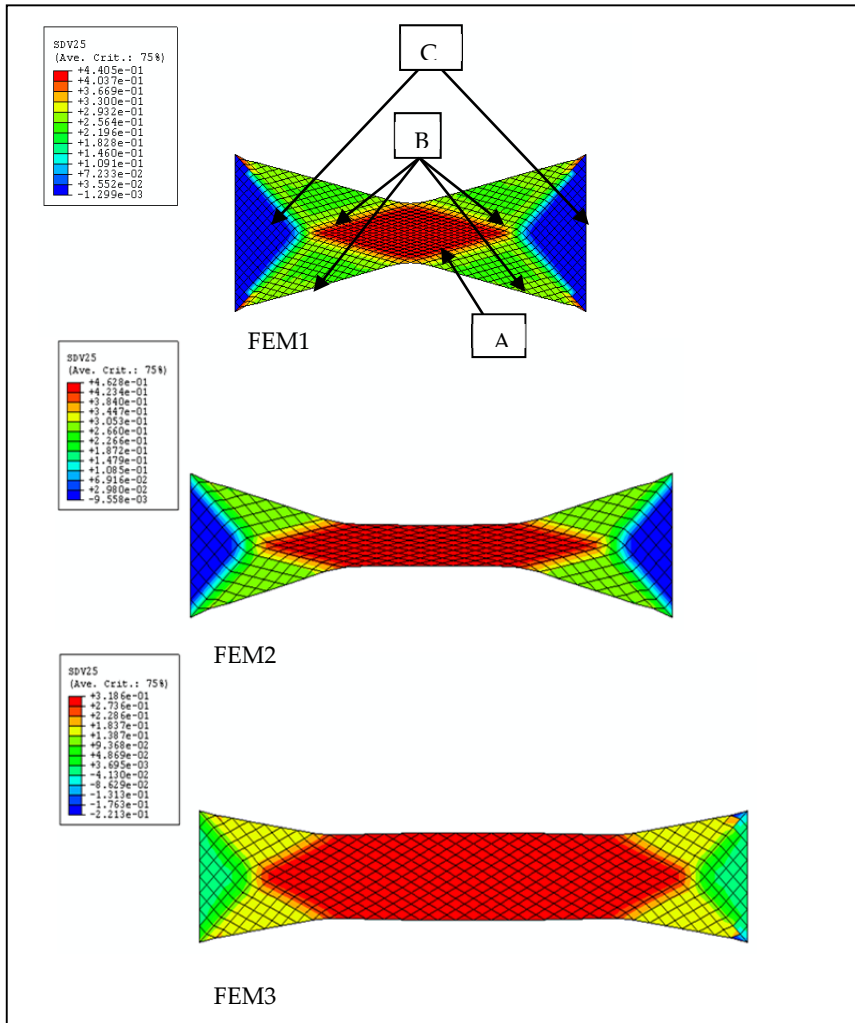 SDV25
(Ave. Crit.: 75%)
+4.405e-01
+4.037e-01
+3.669e-01
+3.300e-01
+2.932e-01
+2.564e-01
+2.196e-01
+1.828e-01
+1.460e-01
+1.091e-01
+7.233e-02
+3.552e-02
-1.299e-03
C
B
A
FEM1
SDV25
(Ave. Crit.: 75%)
+4.628e-01
+4.234e-01
+3.840e-01
+3.447e-01
+3.053e-01
+2.660e-01
+2.266e-01
+1.872e-01
+1.479e-01
+1.085e-01
+6.916e-02
+2.980e-02
-9.558e-03
FEM2
SDV25
(Ave. Crit.: 75%)
+3.186e-01
+2.736e-01
+2.286e-01
+1.837e-01
+1.387e-01
+9.368e-02
+4.869e-02
+3.695e-03
-4.130e-02
-8.629e-02
-1.313e-01
-1.763e-01
-2.213e-01
FEM3